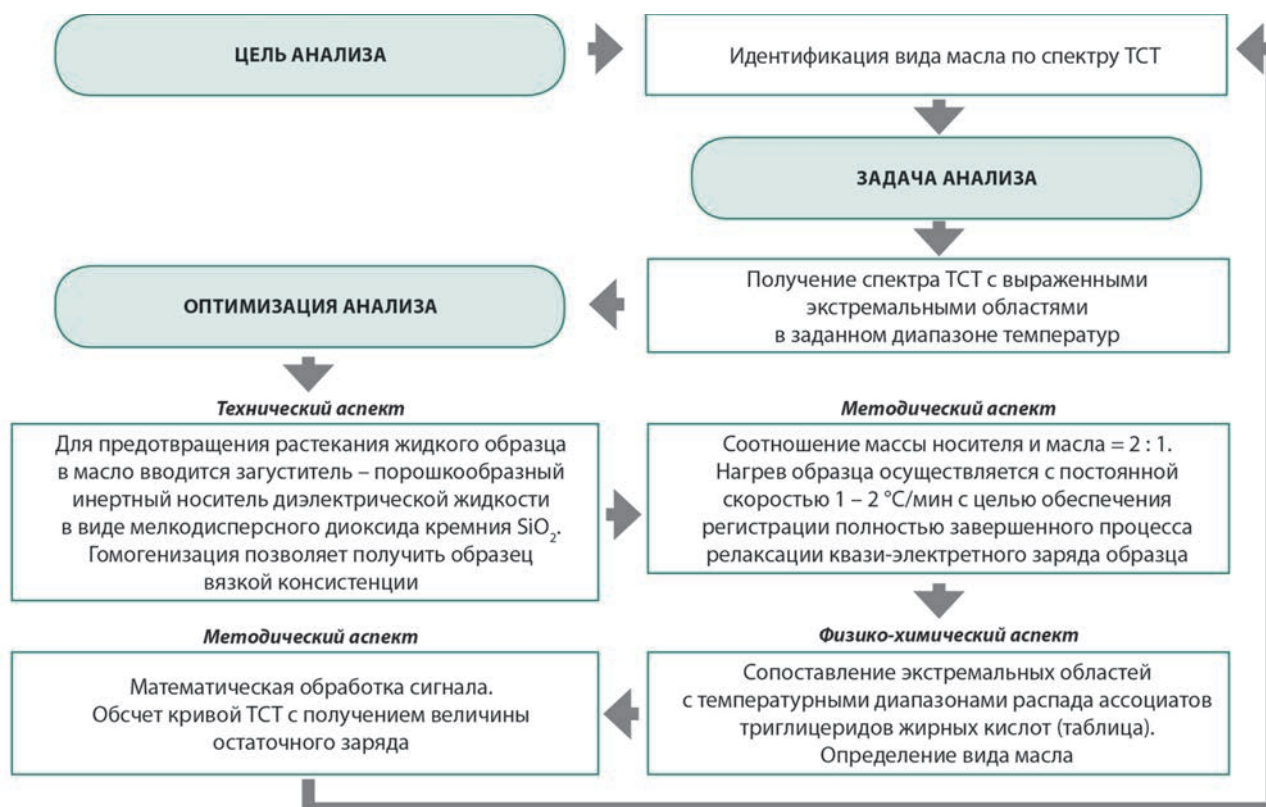 ЦЕЛЬ АНАЛИЗА
Идентификация вида масла по спектру ТСТ
ЗАДАЧА АНАЛИЗА
Получение спектра ТСТ с выраженными
экстремальными областями
в заданном диапазоне температур
ОПТИМИЗАЦИЯ АНАЛИЗА
Технический аспект
Для предотвращения растекания жидкого образца
в масло вводится загуститель – порошкообразный
инертный носитель диэлектрической жидкости
в виде мелкодисперсного диоксида кремния SiO₂.
Гомогенизация позволяет получить образец
вязкой консистенции
Методический аспект
Соотношение массы носителя и масла = 2 : 1.
Нагрев образца осуществляется с постоянной
скоростью 1 – 2 °C/мин с целью обеспечения
регистрации полностью завершенного процесса
релаксации квази-электретного заряда образца
Физико-химический аспект
Сопоставление экстремальных областей
с температурными диапазонами распада ассоциатов
триглицеридов жирных кислот (таблица).
Определение вида масла
Методический аспект
Математическая обработка сигнала.
Обсчет кривой ТСТ с получением величины
остаточного заряда